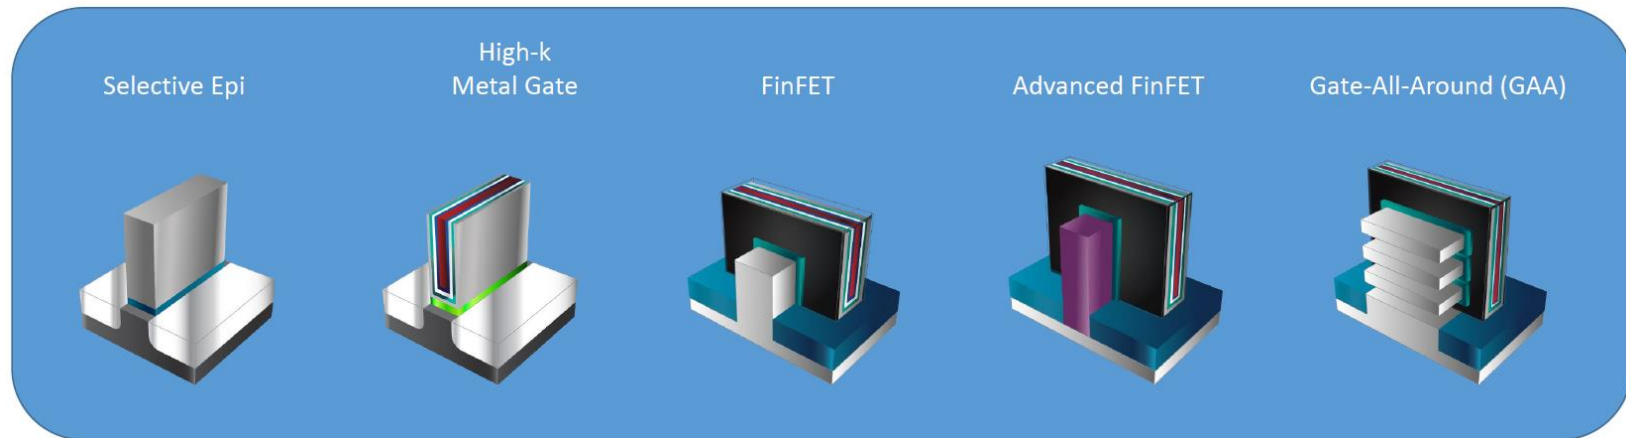 Selective Epi
High-k
Metal Gate
FinFET
Advanced FinFET
Gate-All-Around (GAA)